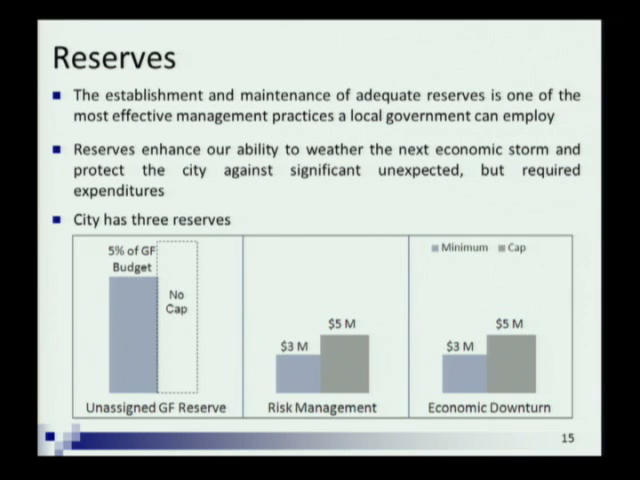 Reserves
The establishment and maintenance of adequate reserves is one of the
most effective management practices a local government can employ
Reserves enhance our ability to weather the next economic storm and
protect the city against significant unexpected, but required
expenditures
City has three reserves
5% of GF
Budget
No
Cap
Unassigned GF Reserve
$3 M
$5 M
Risk Management
Minimum Cap
$3 M
$5 M
Economic Downturn
15